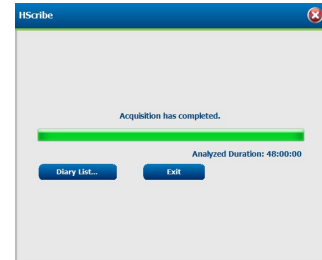 HScribe
Acquisition has completed.
Analyzed Duration: 48:00:00
Diary List... Exit